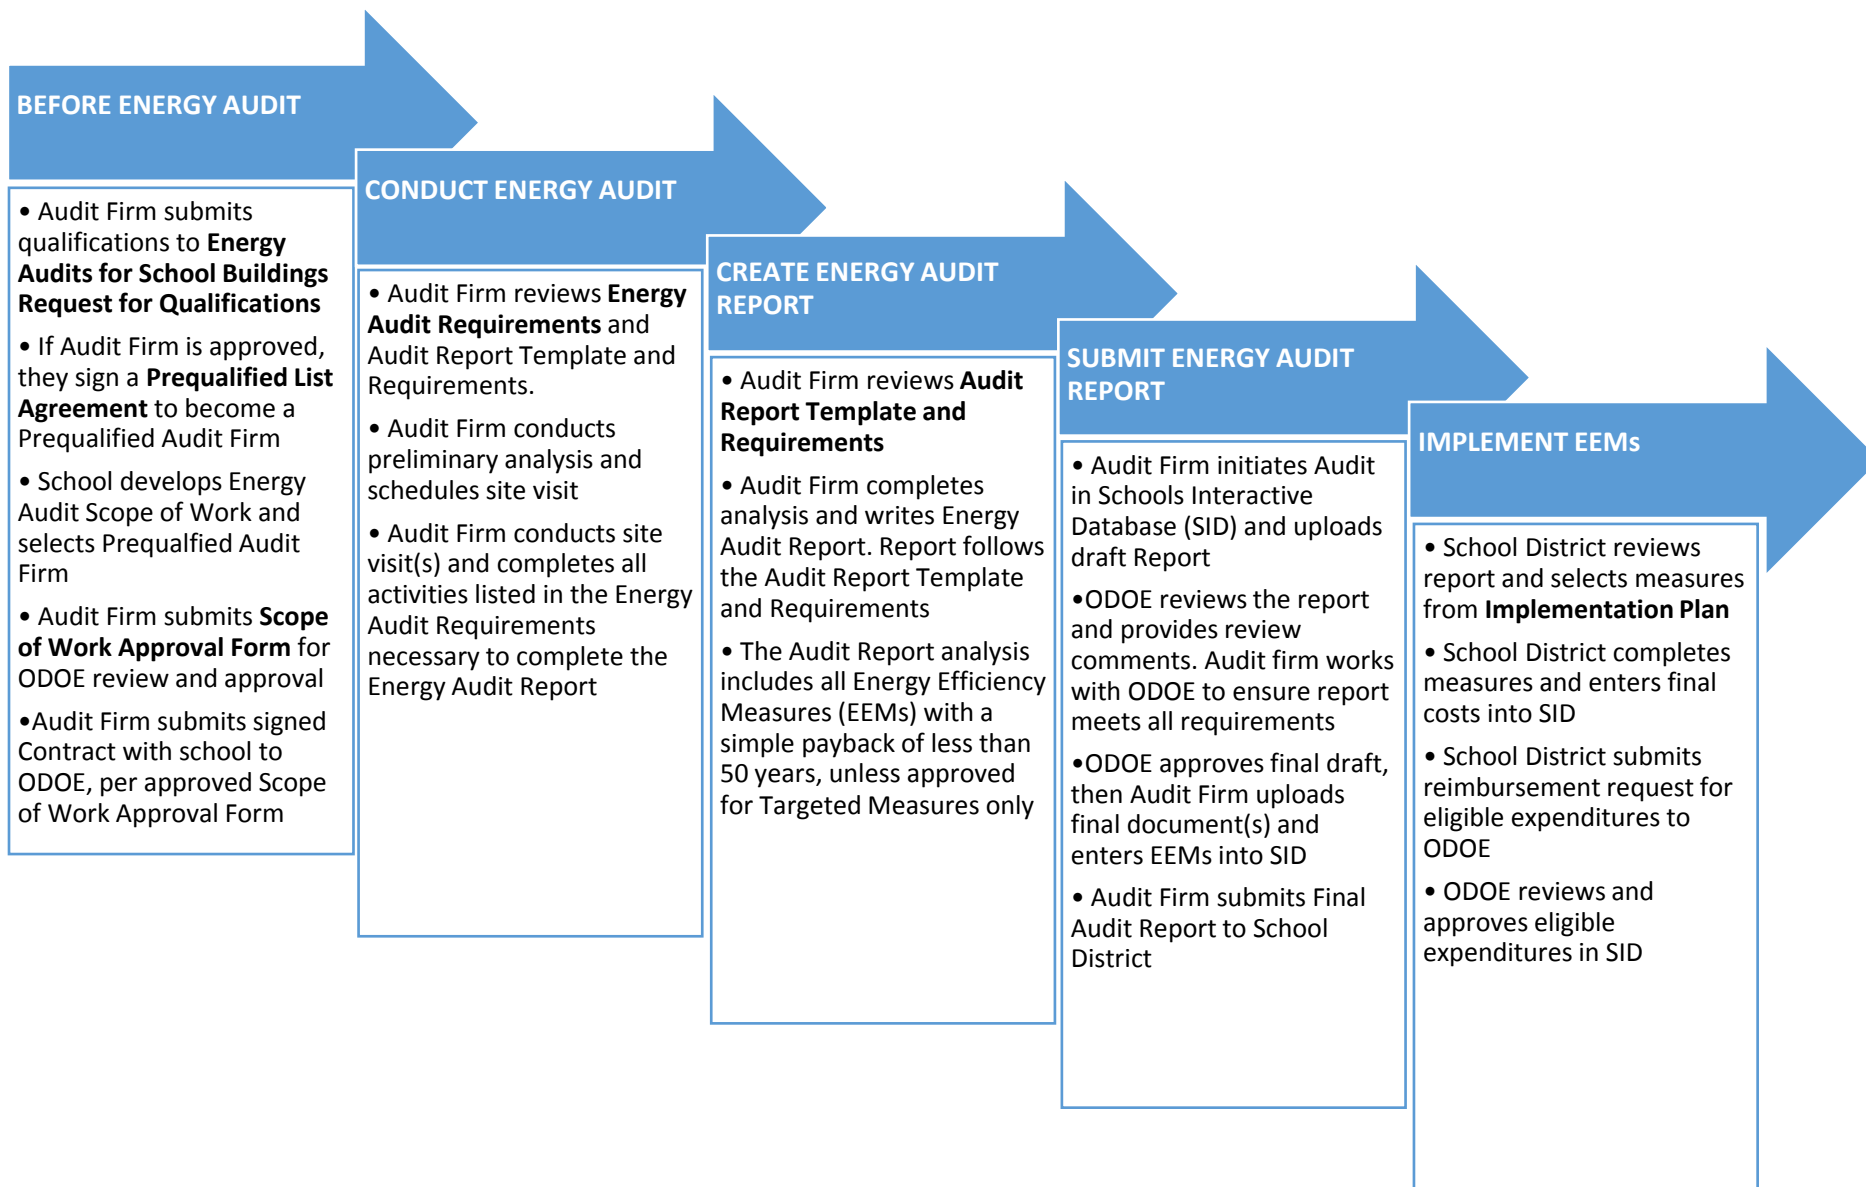 BEFORE ENERGY AUDIT
• Audit Firm submits
qualifications to Energy
Audits for School Buildings
Request for Qualifications
• If Audit Firm is approved,
they sign a Prequalified List
Agreement to become a
Prequalified Audit Firm
• School develops Energy
Audit Scope of Work and
selects Prequalfied Audit
Firm
• Audit Firm submits Scope
of Work Approval Form for
ODOE review and approval
•Audit Firm submits signed
Contract with school to
ODOE, per approved Scope
of Work Approval Form
CONDUCT ENERGY AUDIT
• Audit Firm reviews Energy
Audit Requirements and
Audit Report Template and
Requirements.
• Audit Firm conducts
preliminary analysis and
schedules site visit
• Audit Firm conducts site
visit(s) and completes all
activities listed in the Energy
Audit Requirements
necessary to complete the
Energy Audit Report
CREATE ENERGY AUDIT
REPORT
• Audit Firm reviews Audit
Report Template and
Requirements
• Audit Firm completes
analysis and writes Energy
Audit Report. Report follows
the Audit Report Template
and Requirements
• The Audit Report analysis
includes all Energy Efficiency
Measures (EEMs) with a
simple payback of less than
50 years, unless approved
for Targeted Measures only
SUBMIT ENERGY AUDIT
REPORT
• Audit Firm initiates Audit
in Schools Interactive
Database (SID) and uploads
draft Report
•ODOE reviews the report
and provides review
comments. Audit firm works
with ODOE to ensure report
meets all requirements
•ODOE approves final draft,
then Audit Firm uploads
final document(s) and
enters EEMs into SID
• Audit Firm submits Final
Audit Report to School
District
IMPLEMENT EEMs
• School District reviews
report and selects measures
from Implementation Plan
• School District completes
measures and enters final
costs into SID
• School District submits
reimbursement request for
eligible expenditures to
ODOE
• ODOE reviews and
approves eligible
expenditures in SID